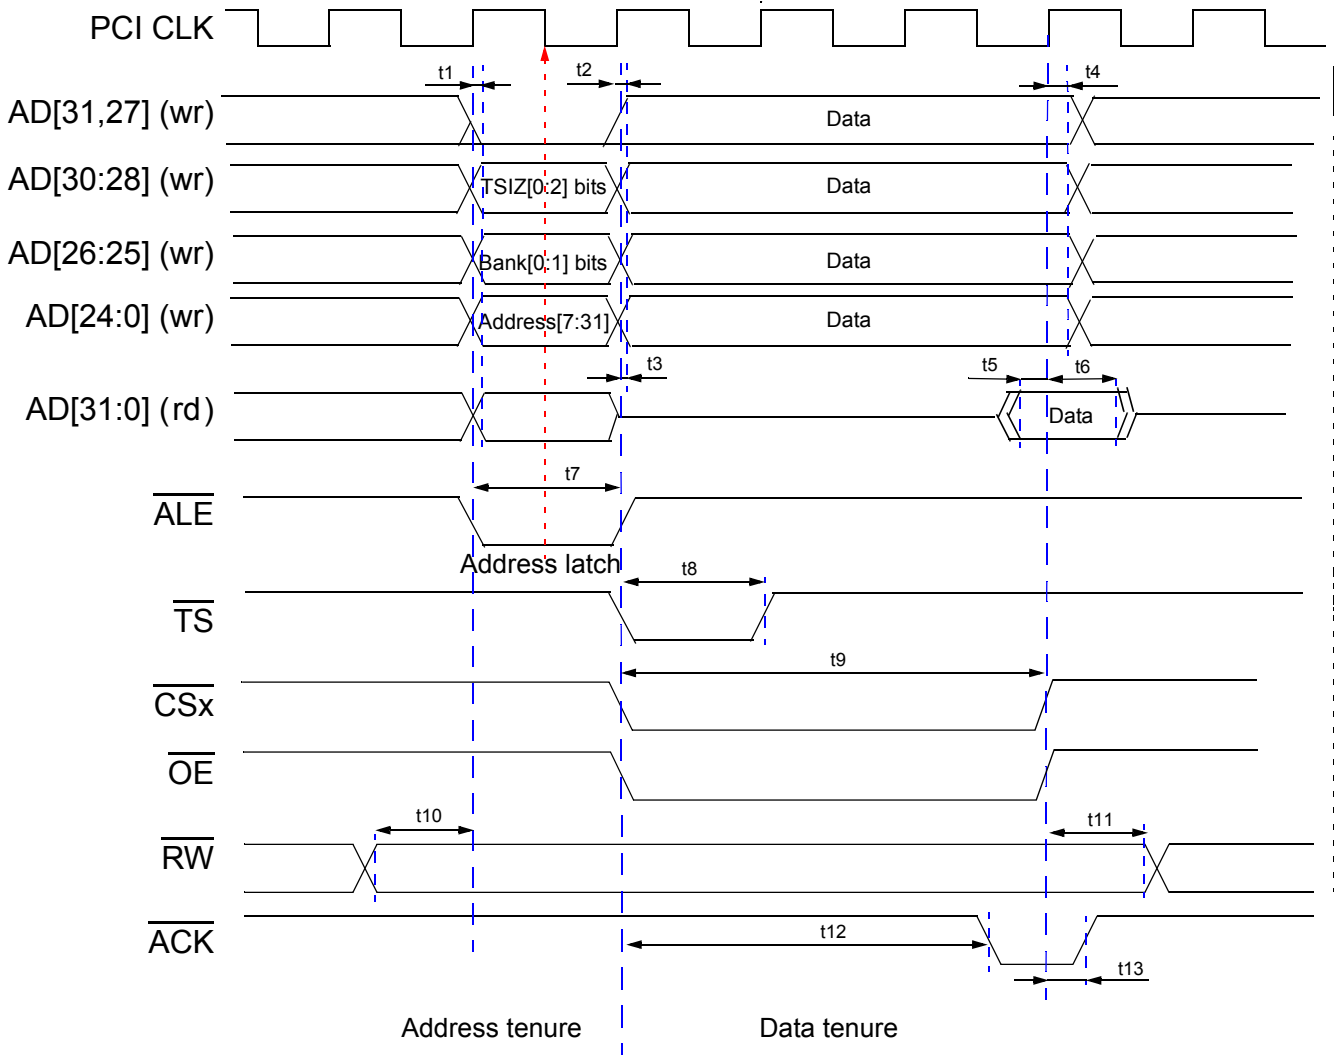 PCI CLK
t1 t2 t4
AD[31,27] (wr) Data
AD[30:28] (wr) TSIZ[0:2] bits Data
AD[26:25] (wr) Bank[0:1] bits Data
AD[24:0] (wr) Address[7:31] Data
t3 t5 t6
AD[31:0] (rd) Data
t7
ALE
Address latch
t8
TS
t9
CSx
OE
t10 t11
RW
ACK t12
t13
Address tenure Data tenure